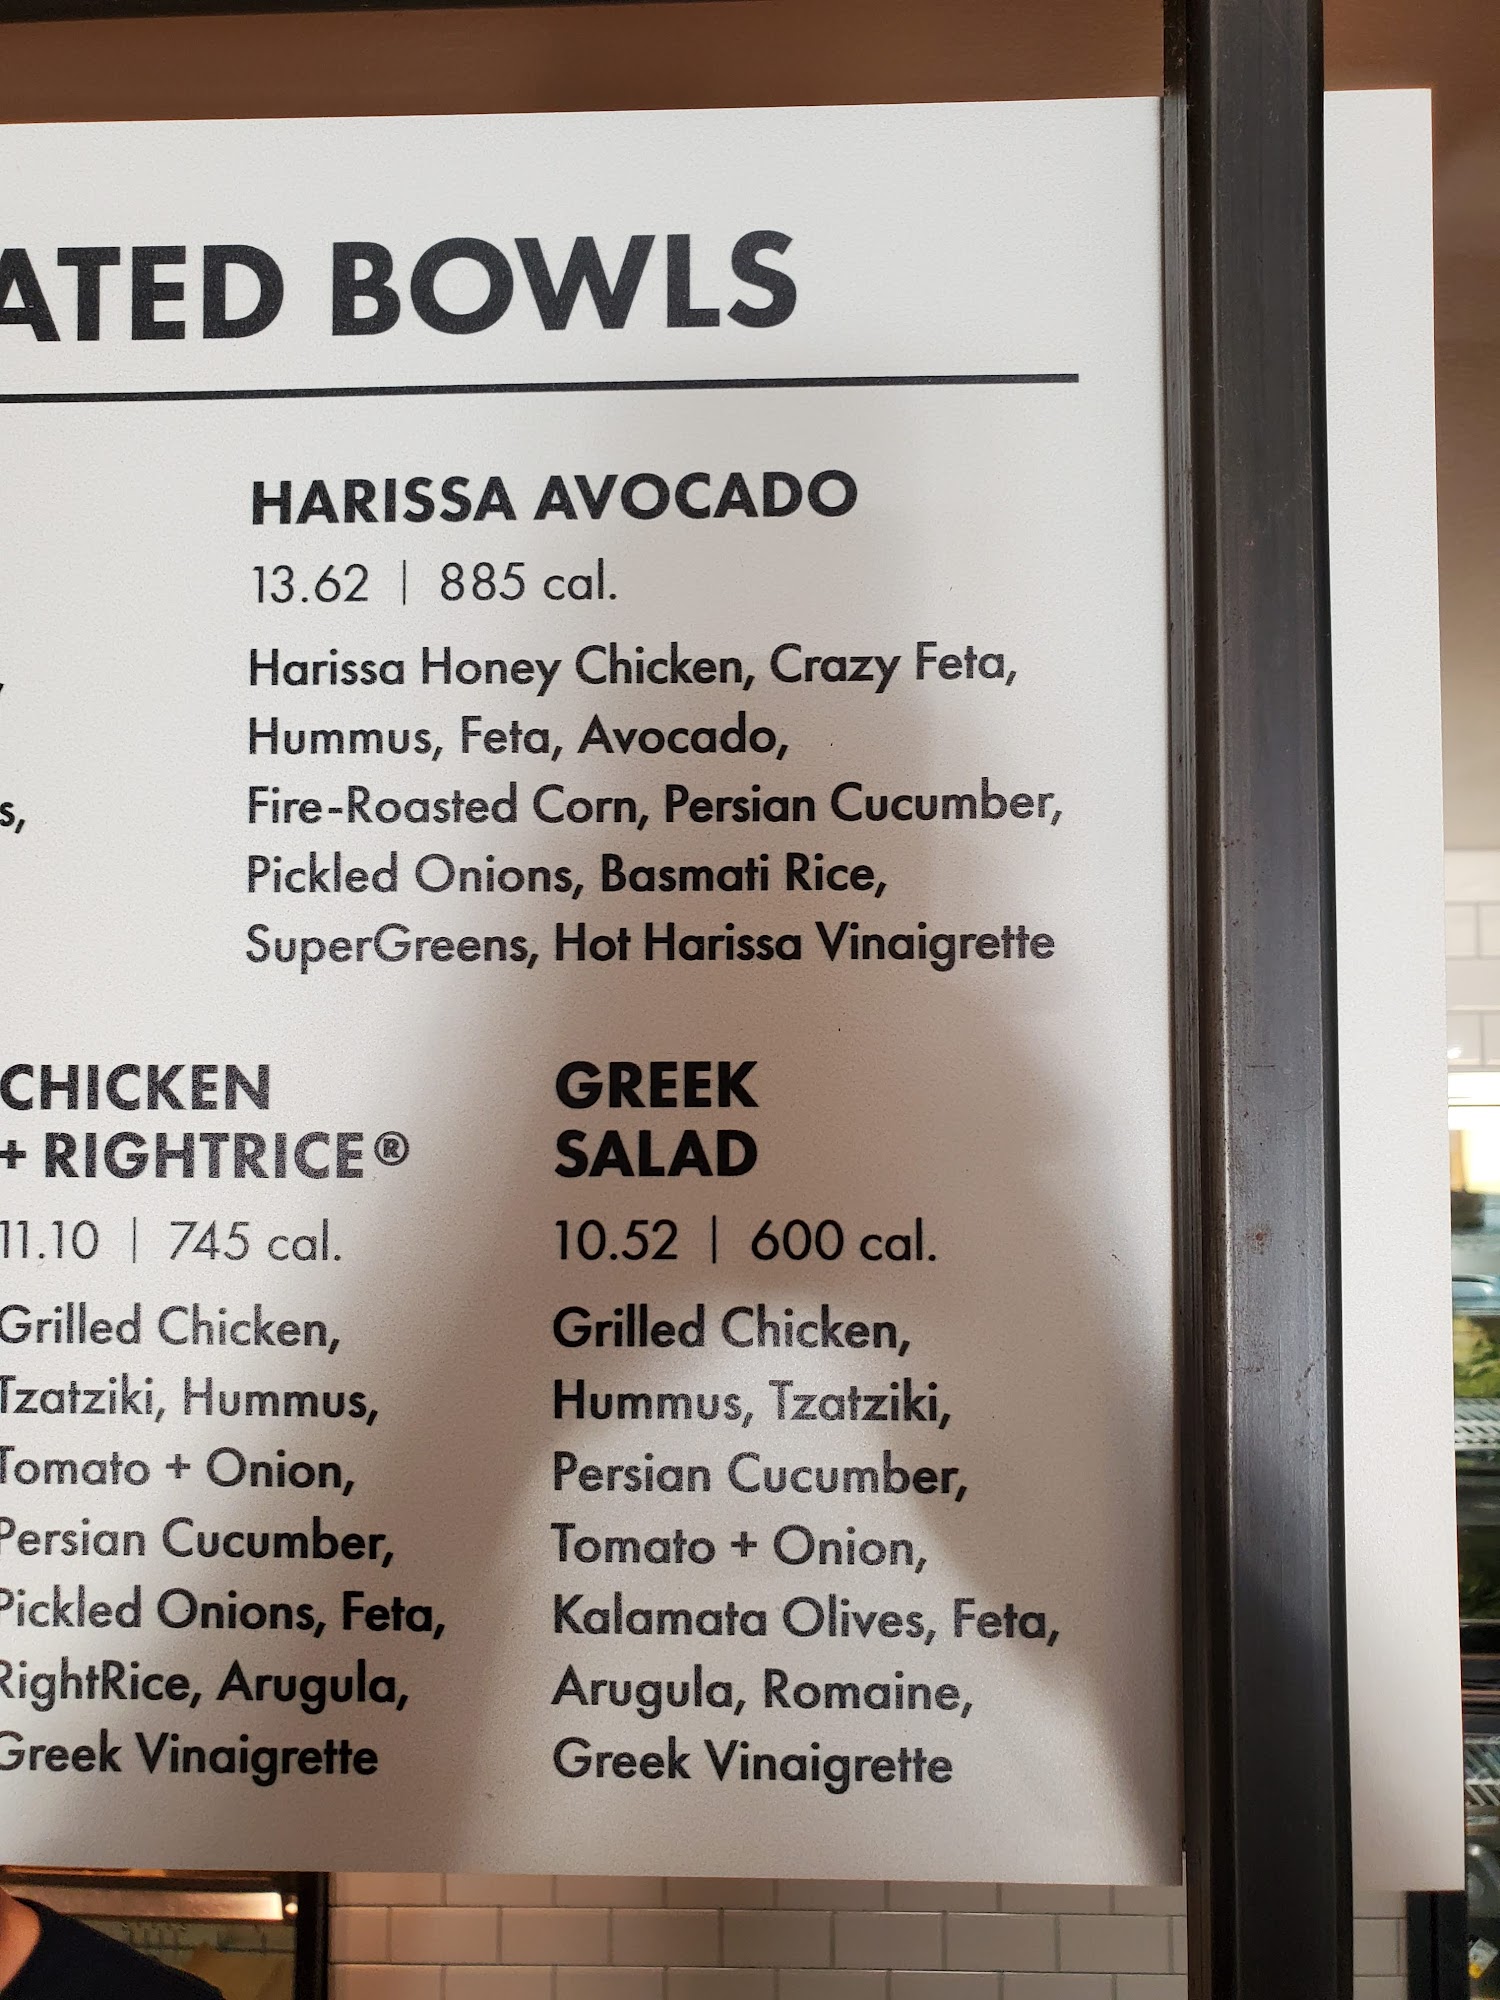 ATED BOWLS
HARISSA AVOCADO
13.62 | 885 cal.
Harissa Honey Chicken, Crazy Feta,
Hummus, Feta, Avocado,
Fire-Roasted Corn, Persian Cucumber,
Pickled Onions, Basmati Rice,
SuperGreens, Hot Harissa Vinaigrette
CHICKEN
+ RIGHTRICE®
11.10 | 745 cal.
Grilled Chicken,
Tzatziki, Hummus,
Tomato + Onion,
Persian Cucumber,
Pickled Onions, Feta,
RightRice, Arugula,
Greek Vinaigrette
GREEK
SALAD
10.52 | 600 cal.
Grilled Chicken,
Hummus, Tzatziki,
Persian Cucumber,
Tomato + Onion,
Kalamata Olives, Feta,
Arugula, Romaine,
Greek Vinaigrette